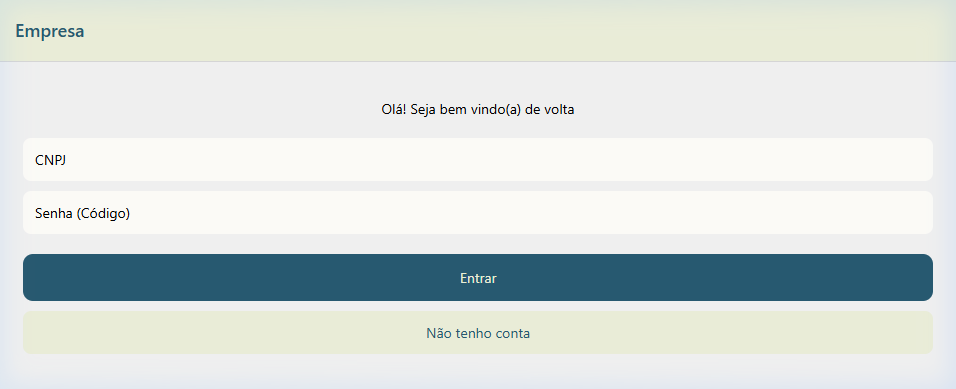 Empresa
Olá! Seja bem vindo(a) de volta
CNPJ
Senha (Código)
Entrar
Não tenho conta